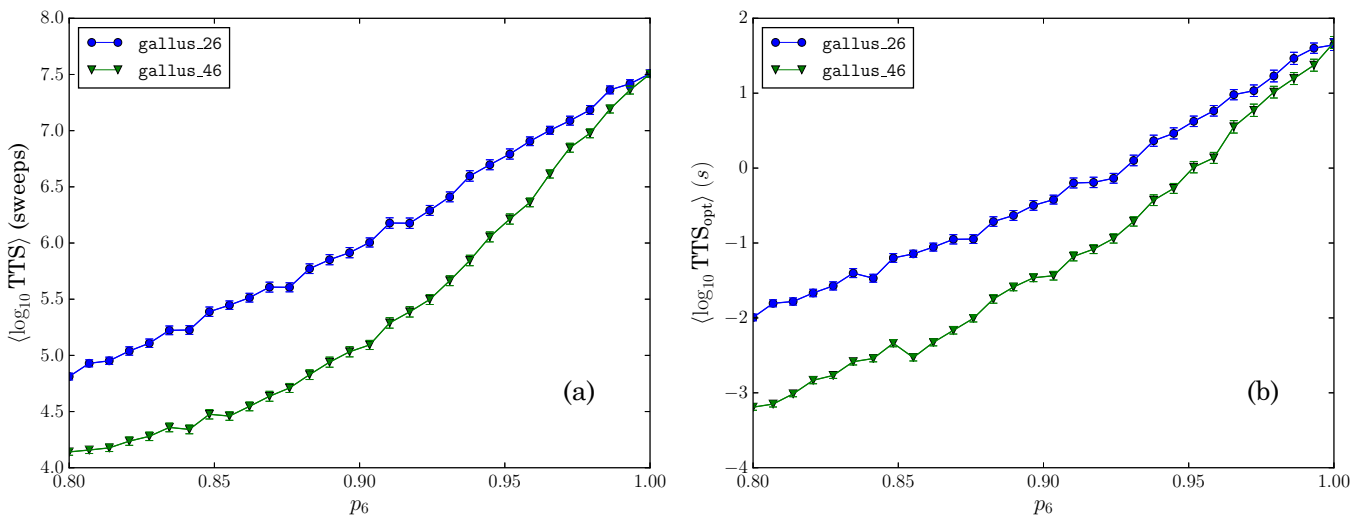 8.0
7.5
7.0
6.5
6.0
5.5
5.0
4.5
4.0
⟨log₁₀ TTS⟩ (sweeps)
gallus_26
gallus_46
(a)
0.80 0.85 0.90 0.95 1.00
p₆
2
1
0
−1
−2
−3
−4
⟨log₁₀ TTSₒₚₜ⟩ (s)
gallus_26
gallus_46
(b)
0.80 0.85 0.90 0.95 1.00
p₆